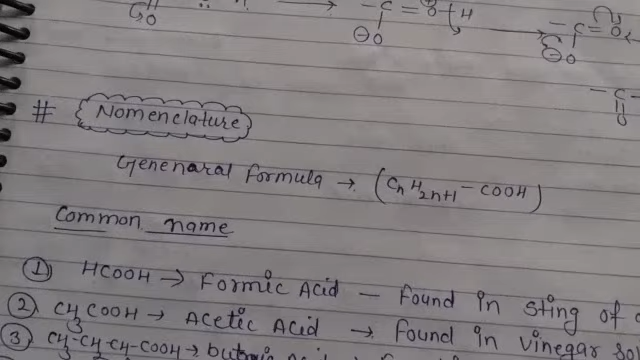 -C=O-H
⊖O
-C=O
⊖O
-C-
O
# Nomenclature
Genenaral formula → (CnH2n+1-COOH)
Common name
① HCOOH → Formic Acid - Found in sting of
② CH3COOH → Acetic Acid → Found in vinegar
③ CH3-CH2-CH-COOH →